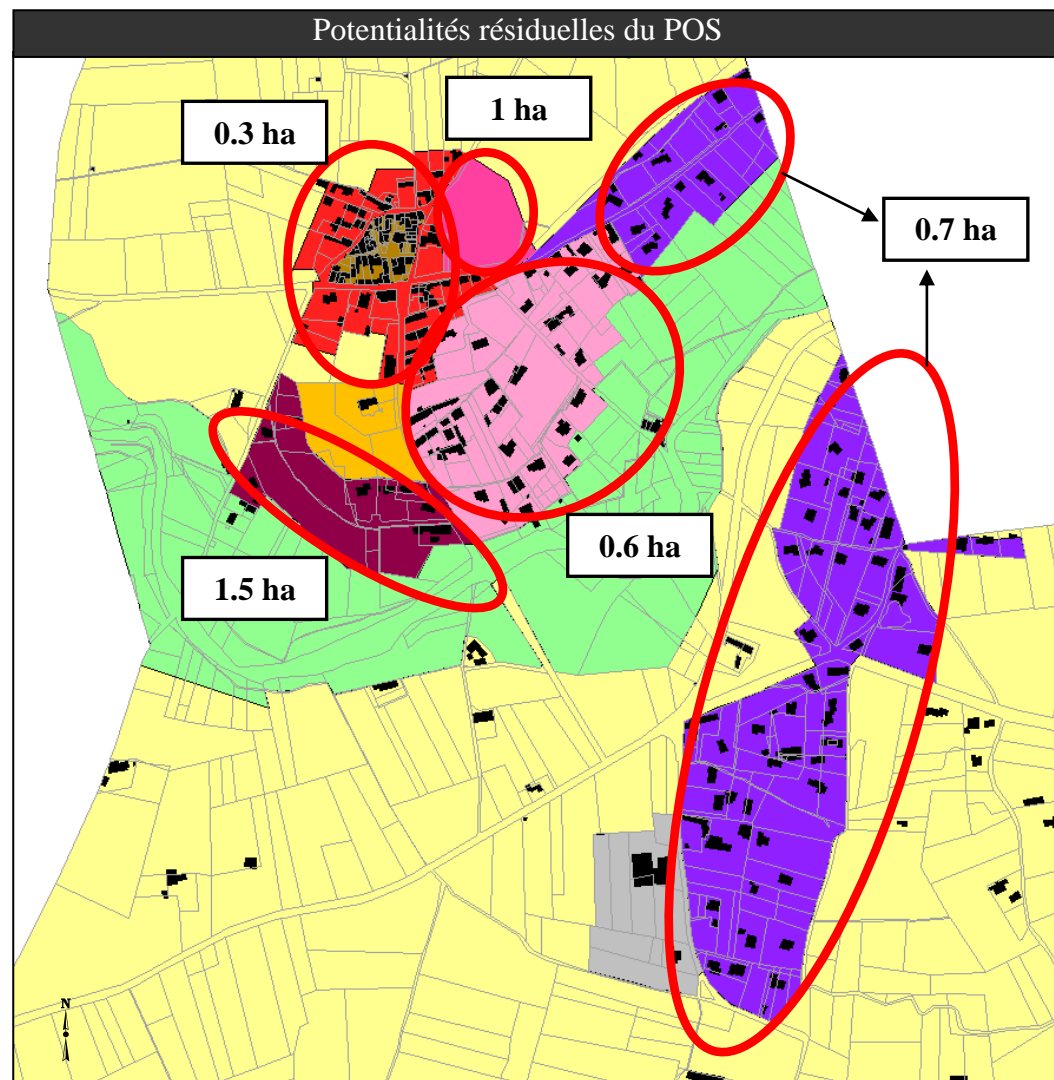 Potentialités résiduelles du POS
1 ha
0.3 ha
0.7 ha
0.6 ha
1.5 ha
N